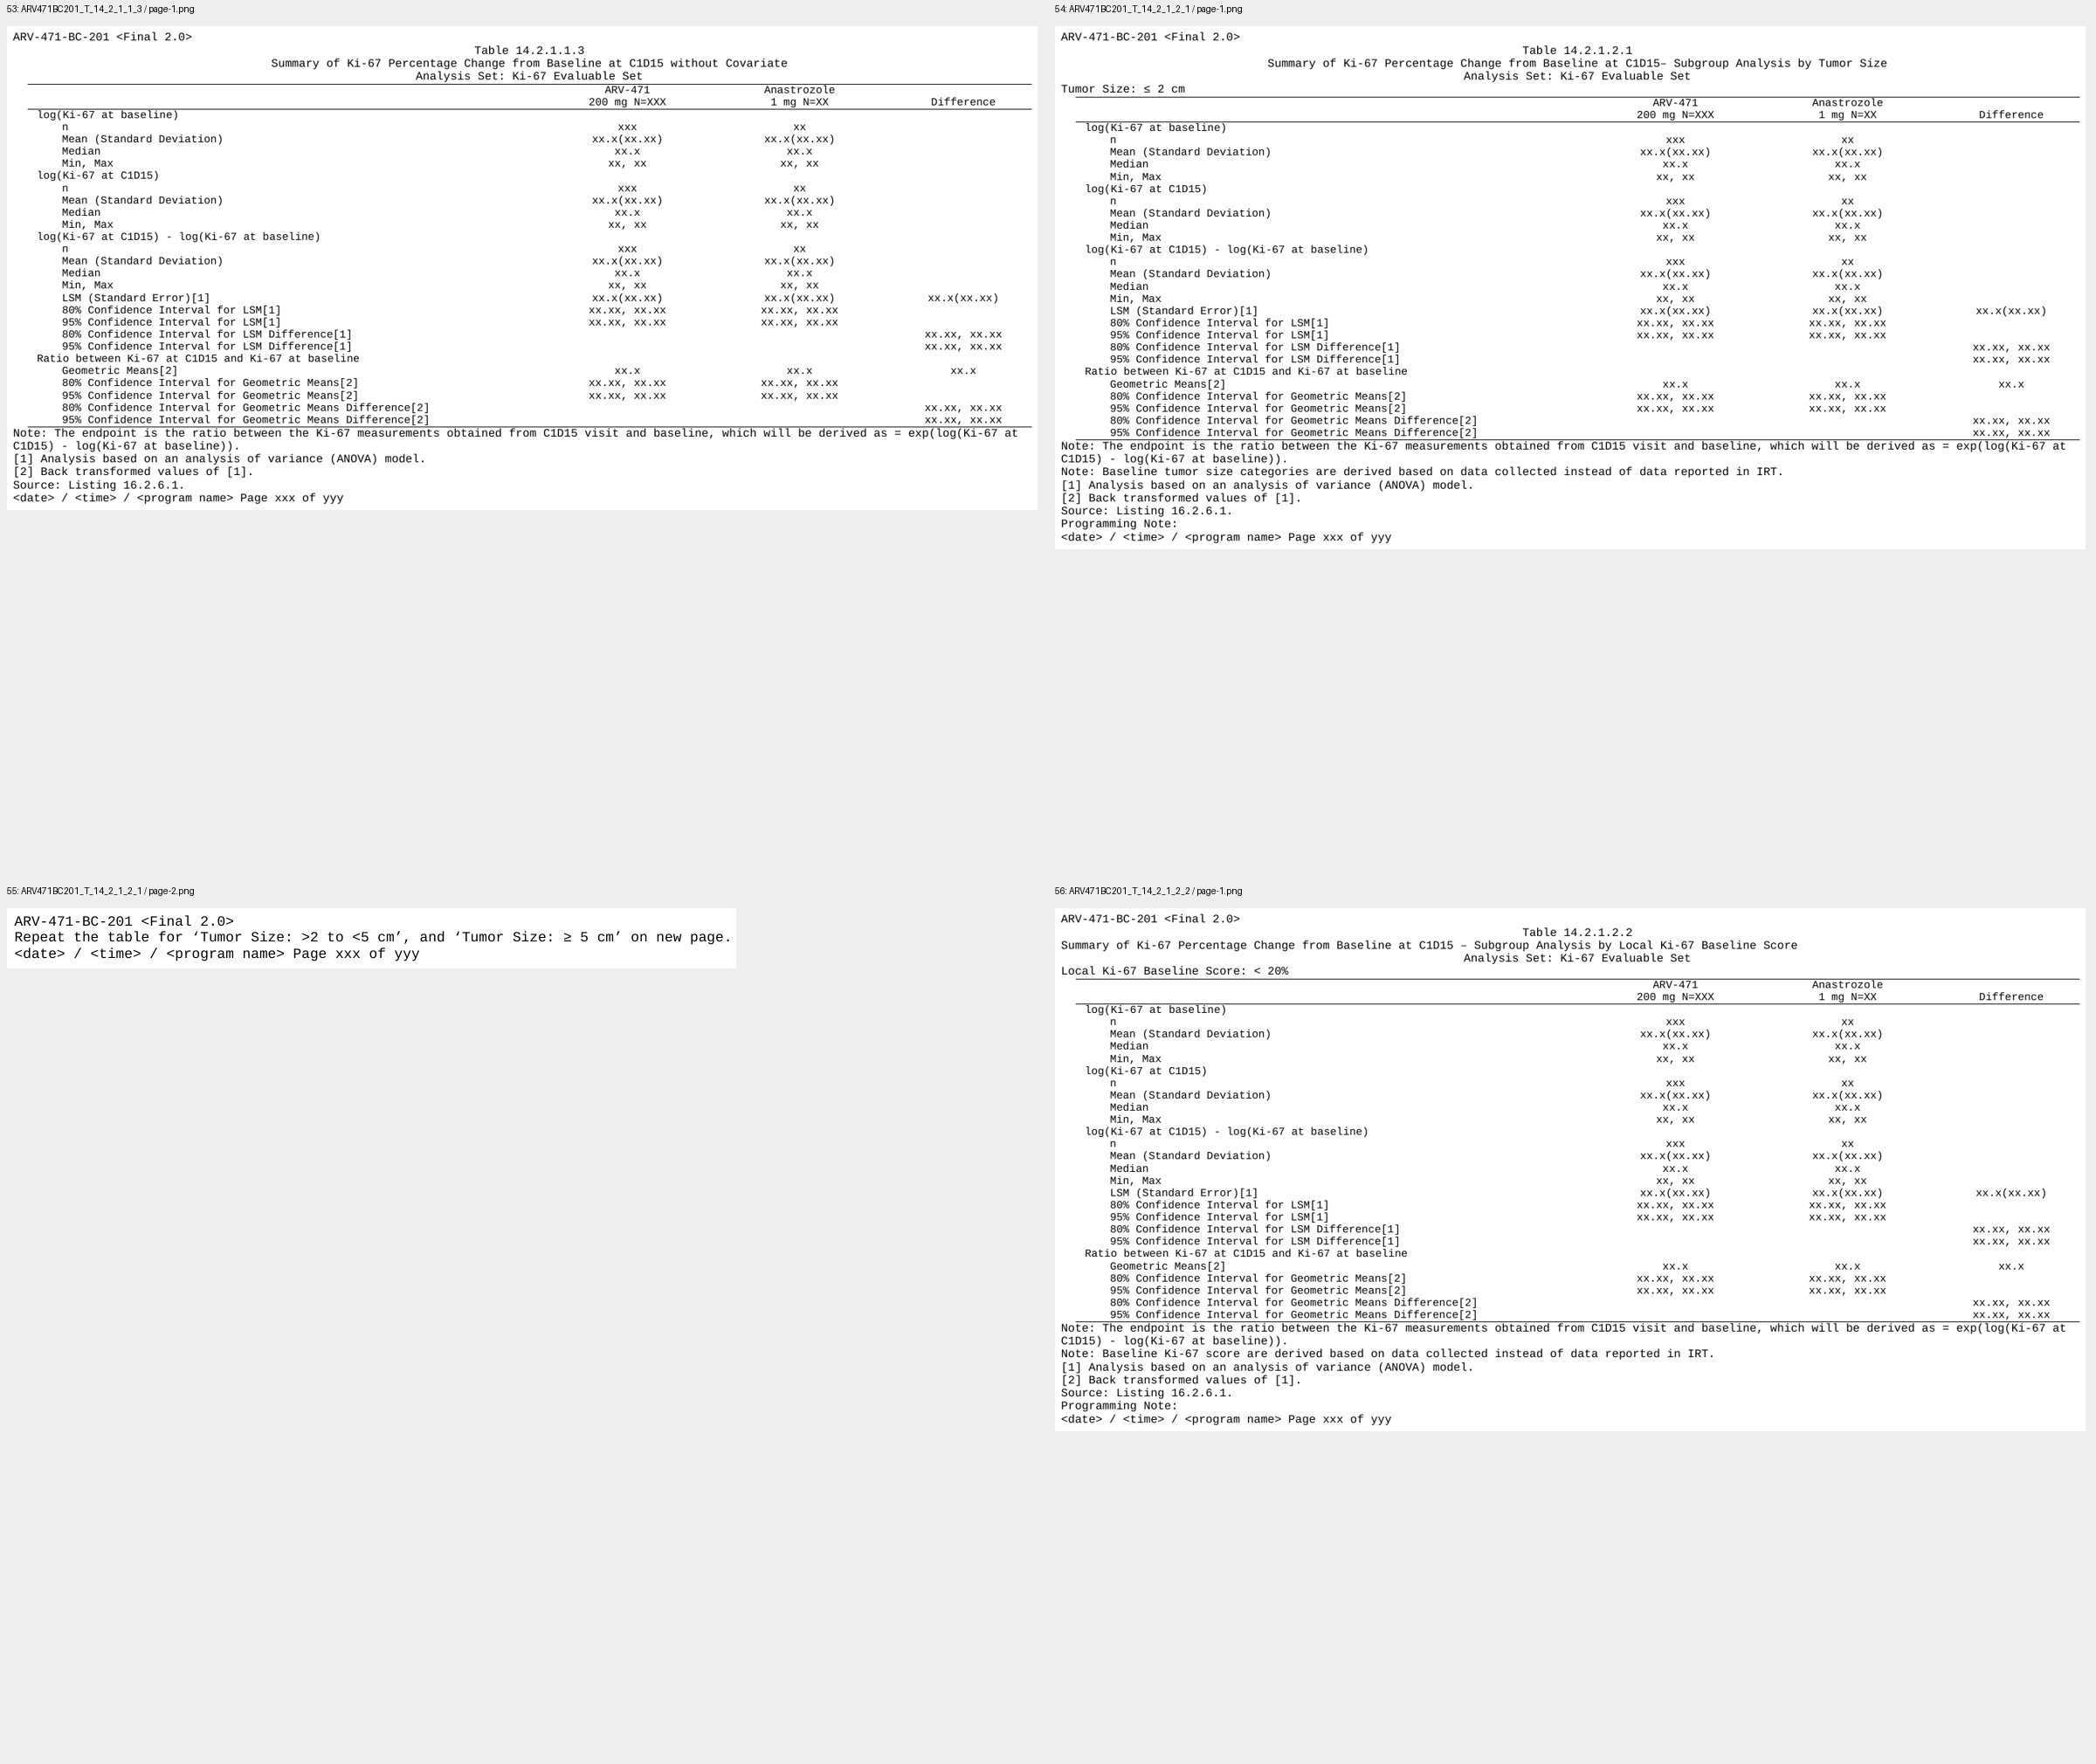 53: ARV471BC201_T_14_2_1_1_3 / page-1.png
ARV-471-BC-201 <Final 2.0>
Table 14.2.1.1.3
Summary of Ki-67 Percentage Change from Baseline at C1D15 without Covariate
Analysis Set: Ki-67 Evaluable Set
ARV-471 Anastrozole
200 mg N=XXX 1 mg N=XX Difference
log(Ki-67 at baseline)
n xxx xx
Mean (Standard Deviation) xx.x(xx.xx) xx.x(xx.xx)
Median xx.x xx.x
Min, Max xx, xx xx, xx
log(Ki-67 at C1D15)
n xxx xx
Mean (Standard Deviation) xx.x(xx.xx) xx.x(xx.xx)
Median xx.x xx.x
Min, Max xx, xx xx, xx
log(Ki-67 at C1D15) - log(Ki-67 at baseline)
n xxx xx
Mean (Standard Deviation) xx.x(xx.xx) xx.x(xx.xx)
Median xx.x xx.x
Min, Max xx, xx xx, xx
LSM (Standard Error)[1] xx.x(xx.xx) xx.x(xx.xx) xx.x(xx.xx)
80% Confidence Interval for LSM[1] xx.xx, xx.xx xx.xx, xx.xx
95% Confidence Interval for LSM[1] xx.xx, xx.xx xx.xx, xx.xx
80% Confidence Interval for LSM Difference[1] xx.xx, xx.xx
95% Confidence Interval for LSM Difference[1] xx.xx, xx.xx
Ratio between Ki-67 at C1D15 and Ki-67 at baseline
Geometric Means[2] xx.x xx.x xx.x
80% Confidence Interval for Geometric Means[2] xx.xx, xx.xx xx.xx, xx.xx
95% Confidence Interval for Geometric Means[2] xx.xx, xx.xx xx.xx, xx.xx
80% Confidence Interval for Geometric Means Difference[2] xx.xx, xx.xx
95% Confidence Interval for Geometric Means Difference[2] xx.xx, xx.xx
Note: The endpoint is the ratio between the Ki-67 measurements obtained from C1D15 visit and baseline, which will be derived as = exp(log(Ki-67 at
C1D15) - log(Ki-67 at baseline)).
[1] Analysis based on an analysis of variance (ANOVA) model.
[2] Back transformed values of [1].
Source: Listing 16.2.6.1.
<date> / <time> / <program name> Page xxx of yyy
54: ARV471BC201_T_14_2_1_2_1 / page-1.png
ARV-471-BC-201 <Final 2.0>
Table 14.2.1.2.1
Summary of Ki-67 Percentage Change from Baseline at C1D15– Subgroup Analysis by Tumor Size
Analysis Set: Ki-67 Evaluable Set
Tumor Size: ≤ 2 cm
ARV-471 Anastrozole
200 mg N=XXX 1 mg N=XX Difference
log(Ki-67 at baseline)
n xxx xx
Mean (Standard Deviation) xx.x(xx.xx) xx.x(xx.xx)
Median xx.x xx.x
Min, Max xx, xx xx, xx
log(Ki-67 at C1D15)
n xxx xx
Mean (Standard Deviation) xx.x(xx.xx) xx.x(xx.xx)
Median xx.x xx.x
Min, Max xx, xx xx, xx
log(Ki-67 at C1D15) - log(Ki-67 at baseline)
n xxx xx
Mean (Standard Deviation) xx.x(xx.xx) xx.x(xx.xx)
Median xx.x xx.x
Min, Max xx, xx xx, xx
LSM (Standard Error)[1] xx.x(xx.xx) xx.x(xx.xx) xx.x(xx.xx)
80% Confidence Interval for LSM[1] xx.xx, xx.xx xx.xx, xx.xx
95% Confidence Interval for LSM[1] xx.xx, xx.xx xx.xx, xx.xx
80% Confidence Interval for LSM Difference[1] xx.xx, xx.xx
95% Confidence Interval for LSM Difference[1] xx.xx, xx.xx
Ratio between Ki-67 at C1D15 and Ki-67 at baseline
Geometric Means[2] xx.x xx.x xx.x
80% Confidence Interval for Geometric Means[2] xx.xx, xx.xx xx.xx, xx.xx
95% Confidence Interval for Geometric Means[2] xx.xx, xx.xx xx.xx, xx.xx
80% Confidence Interval for Geometric Means Difference[2] xx.xx, xx.xx
95% Confidence Interval for Geometric Means Difference[2] xx.xx, xx.xx
Note: The endpoint is the ratio between the Ki-67 measurements obtained from C1D15 visit and baseline, which will be derived as = exp(log(Ki-67 at
C1D15) - log(Ki-67 at baseline)).
Note: Baseline tumor size categories are derived based on data collected instead of data reported in IRT.
[1] Analysis based on an analysis of variance (ANOVA) model.
[2] Back transformed values of [1].
Source: Listing 16.2.6.1.
Programming Note:
<date> / <time> / <program name> Page xxx of yyy
55: ARV471BC201_T_14_2_1_2_1 / page-2.png
ARV-471-BC-201 <Final 2.0>
Repeat the table for ‘Tumor Size: >2 to <5 cm’, and ‘Tumor Size: ≥ 5 cm’ on new page.
<date> / <time> / <program name> Page xxx of yyy
56: ARV471BC201_T_14_2_1_2_2 / page-1.png
ARV-471-BC-201 <Final 2.0>
Table 14.2.1.2.2
Summary of Ki-67 Percentage Change from Baseline at C1D15 – Subgroup Analysis by Local Ki-67 Baseline Score
Analysis Set: Ki-67 Evaluable Set
Local Ki-67 Baseline Score: < 20%
ARV-471 Anastrozole
200 mg N=XXX 1 mg N=XX Difference
log(Ki-67 at baseline)
n xxx xx
Mean (Standard Deviation) xx.x(xx.xx) xx.x(xx.xx)
Median xx.x xx.x
Min, Max xx, xx xx, xx
log(Ki-67 at C1D15)
n xxx xx
Mean (Standard Deviation) xx.x(xx.xx) xx.x(xx.xx)
Median xx.x xx.x
Min, Max xx, xx xx, xx
log(Ki-67 at C1D15) - log(Ki-67 at baseline)
n xxx xx
Mean (Standard Deviation) xx.x(xx.xx) xx.x(xx.xx)
Median xx.x xx.x
Min, Max xx, xx xx, xx
LSM (Standard Error)[1] xx.x(xx.xx) xx.x(xx.xx) xx.x(xx.xx)
80% Confidence Interval for LSM[1] xx.xx, xx.xx xx.xx, xx.xx
95% Confidence Interval for LSM[1] xx.xx, xx.xx xx.xx, xx.xx
80% Confidence Interval for LSM Difference[1] xx.xx, xx.xx
95% Confidence Interval for LSM Difference[1] xx.xx, xx.xx
Ratio between Ki-67 at C1D15 and Ki-67 at baseline
Geometric Means[2] xx.x xx.x xx.x
80% Confidence Interval for Geometric Means[2] xx.xx, xx.xx xx.xx, xx.xx
95% Confidence Interval for Geometric Means[2] xx.xx, xx.xx xx.xx, xx.xx
80% Confidence Interval for Geometric Means Difference[2] xx.xx, xx.xx
95% Confidence Interval for Geometric Means Difference[2] xx.xx, xx.xx
Note: The endpoint is the ratio between the Ki-67 measurements obtained from C1D15 visit and baseline, which will be derived as = exp(log(Ki-67 at
C1D15) - log(Ki-67 at baseline)).
Note: Baseline Ki-67 score are derived based on data collected instead of data reported in IRT.
[1] Analysis based on an analysis of variance (ANOVA) model.
[2] Back transformed values of [1].
Source: Listing 16.2.6.1.
Programming Note:
<date> / <time> / <program name> Page xxx of yyy